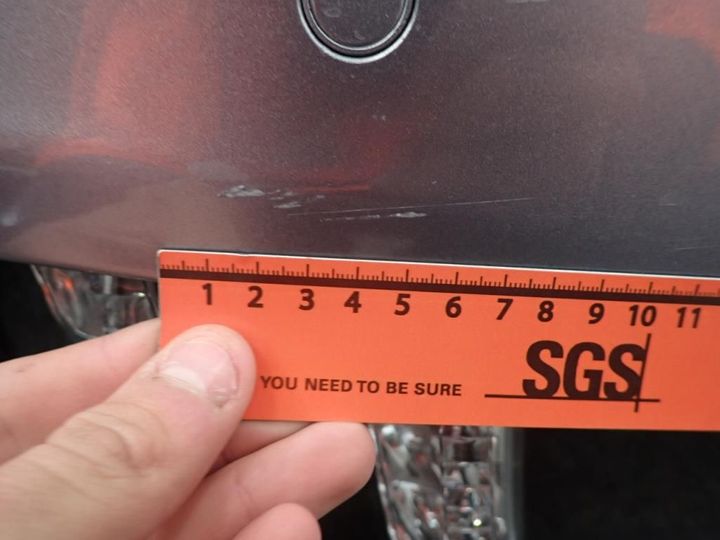 1 2 3 4 5 6 7 8 9 10 11
YOU NEED TO BE SURE SGS